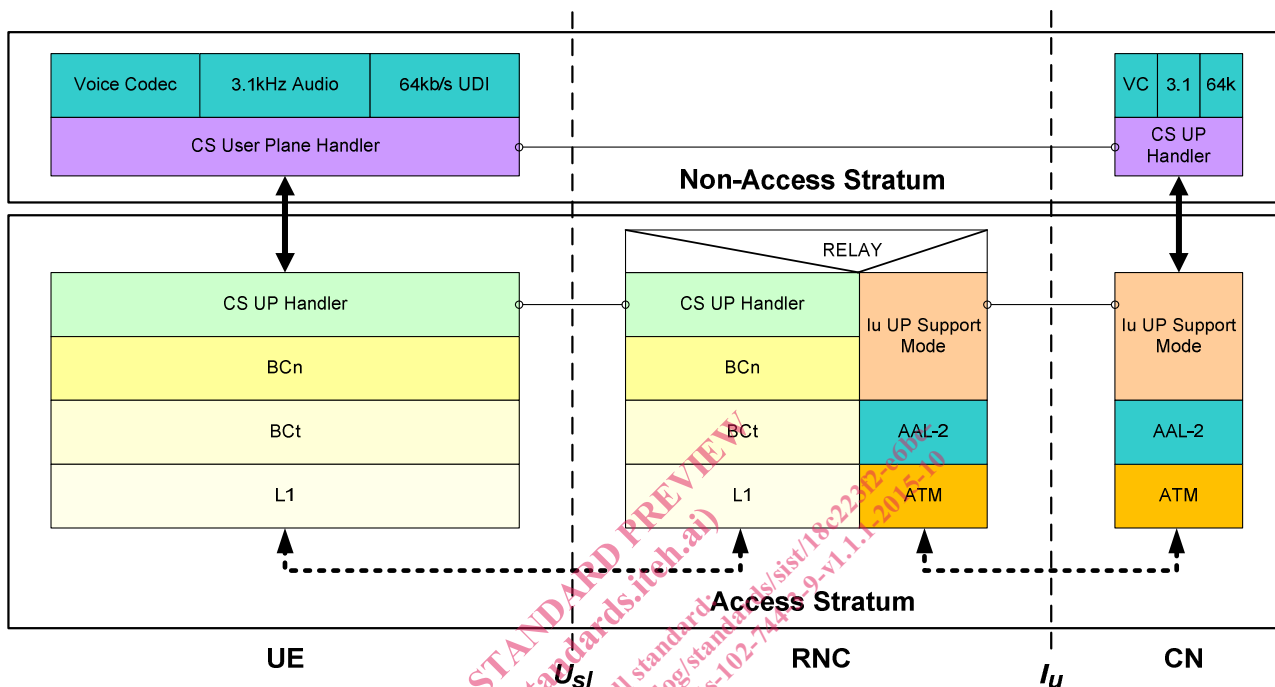 Voice Codec 3.1kHz Audio 64kb/s UDI
VC 3.1 64k
CS User Plane Handler
CS UP
Handler
Non-Access Stratum
RELAY
CS UP Handler
CS UP Handler
Iu UP Support
Mode
Iu UP Support
Mode
BCn
BCn
BCt
BCt
AAL-2
AAL-2
L1
L1
ATM
ATM
Access Stratum
UE
RNC
CN
Usl
Iu
STANDARD PREVIEW
standards.iteh.ai)
standard: